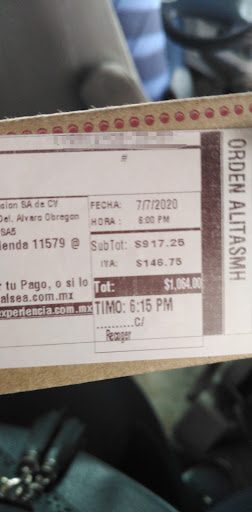 #
sion SA de CV
Del. Alvaro Obregon
SA5
ienda 11579 @
r tu Pago, o si lo
alsea.com.mx
experiencia.com.mx
FECHA: 7/7/2020
HORA : 6:00 PM
SubTot: $917.25
IVA: $146.75
Tot: $1,064.00
TIMO: 6:15 PM
..........C/
Recoger
ORDEN ALITASMH